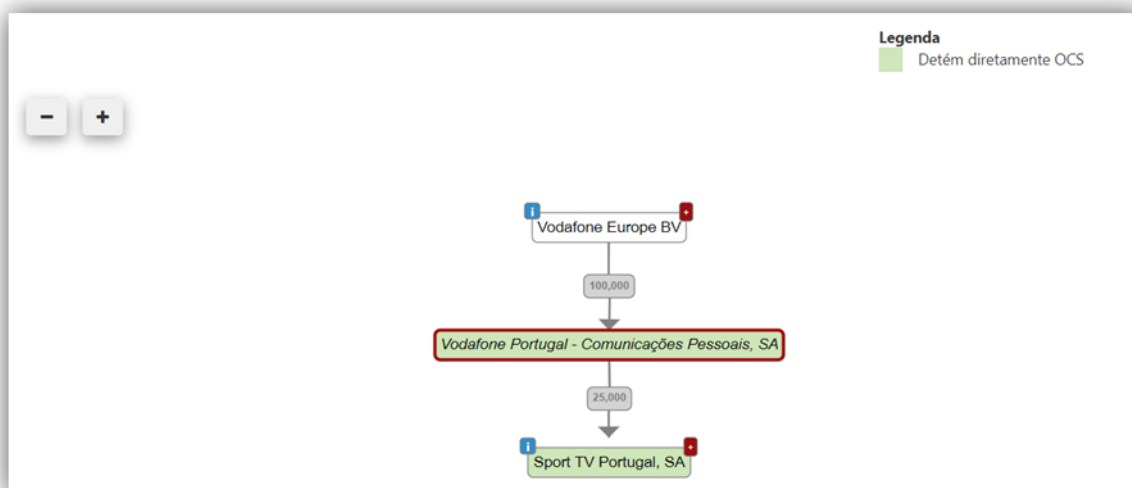 Legenda
Detém diretamente OCS
− +
i +
Vodafone Europe BV
100,000
Vodafone Portugal - Comunicações Pessoais, SA
25,000
i +
Sport TV Portugal, SA